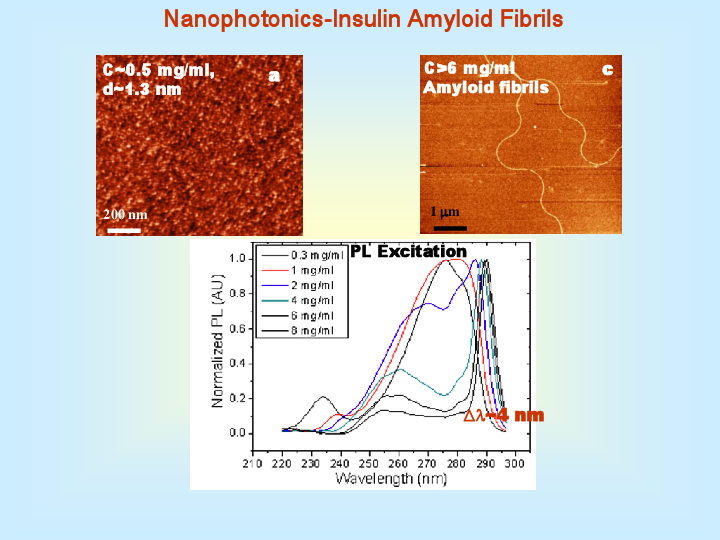 Nanophotonics-Insulin Amyloid Fibrils
C~0.5 mg/ml,
d~1.3 nm
a
200 nm
C>6 mg/ml
Amyloid fibrils
c
1 μm
PL Excitation
0.3 mg/ml
1 mg/ml
2 mg/ml
4 mg/ml
6 mg/ml
8 mg/ml
Normalized PL (AU)
1.0
0.8
0.6
0.4
0.2
0.0
Δλ~4 nm
210 220 230 240 250 260 270 280 290 300
Wavelength (nm)